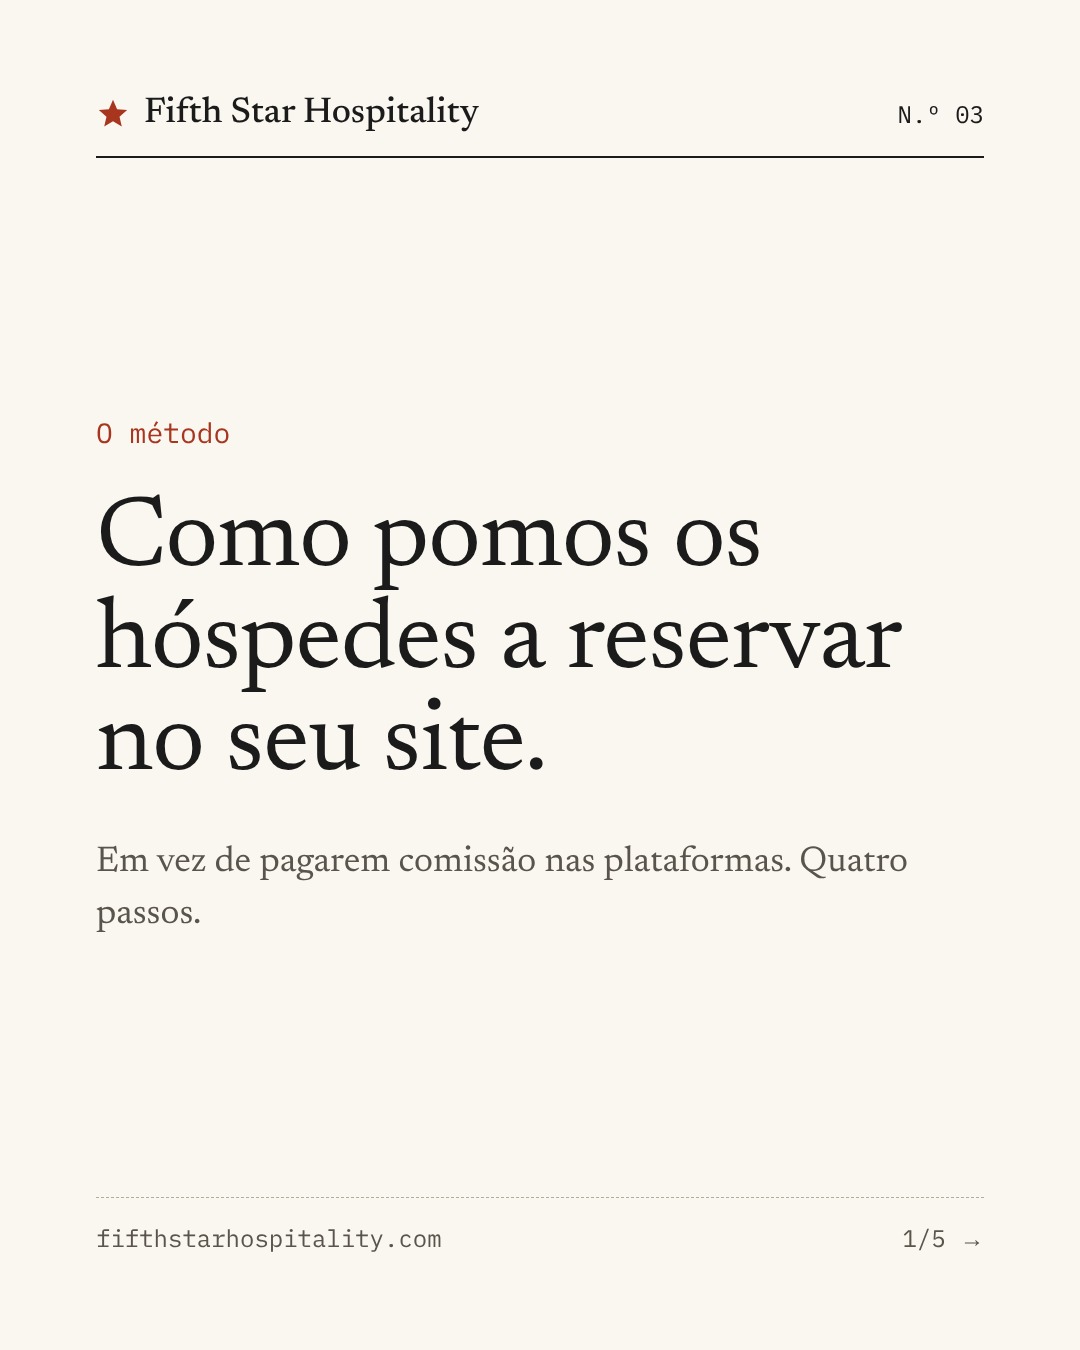 ★ Fifth Star Hospitality
N.º 03
O método
Como pomos os
hóspedes a reservar
no seu site.
Em vez de pagarem comissão nas plataformas. Quatro
passos.
fifthstarhospitality.com
1/5 →